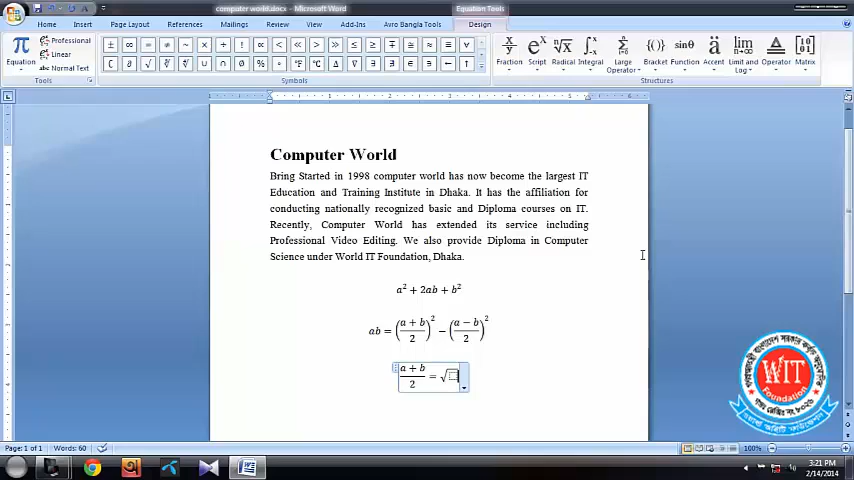 computer world.docx - Microsoft Word
Equation Tools
Home
Insert
Page Layout
References
Mailings
Review
View
Add-Ins
Avro Bangla Tools
Design
π
Equation
Professional
Linear
abc Normal Text
Tools
± ∞ = ≠ ~ × ÷ ! ∝ < ≪ > ≫ ≤ ≥ ∓ ≅ ≈ ≡ ∀
∁ ∂ √ ∛ ∜ ∪ ∩ ∅ % ° °F °C ∆ ∇ ∃ ∄ ∈ ∋ ← ↑
Symbols
Fraction
Script
Radical
Integral
Large Operator
Bracket
Function
Accent
Limit and Log
Operator
Matrix
Structures
Computer World
Bring Started in 1998 computer world has now become the largest IT
Education and Training Institute in Dhaka. It has the affiliation for
conducting nationally recognized basic and Diploma courses on IT.
Recently, Computer World has extended its service including
Professional Video Editing. We also provide Diploma in Computer
Science under World IT Foundation, Dhaka.
a² + 2ab + b²
ab = ((a + b)/2)² − ((a − b)/2)²
(a + b)/2 = √
WIT
Foundation
Page: 1 of 1
Words: 60
100%
3:21 PM
2/14/2014